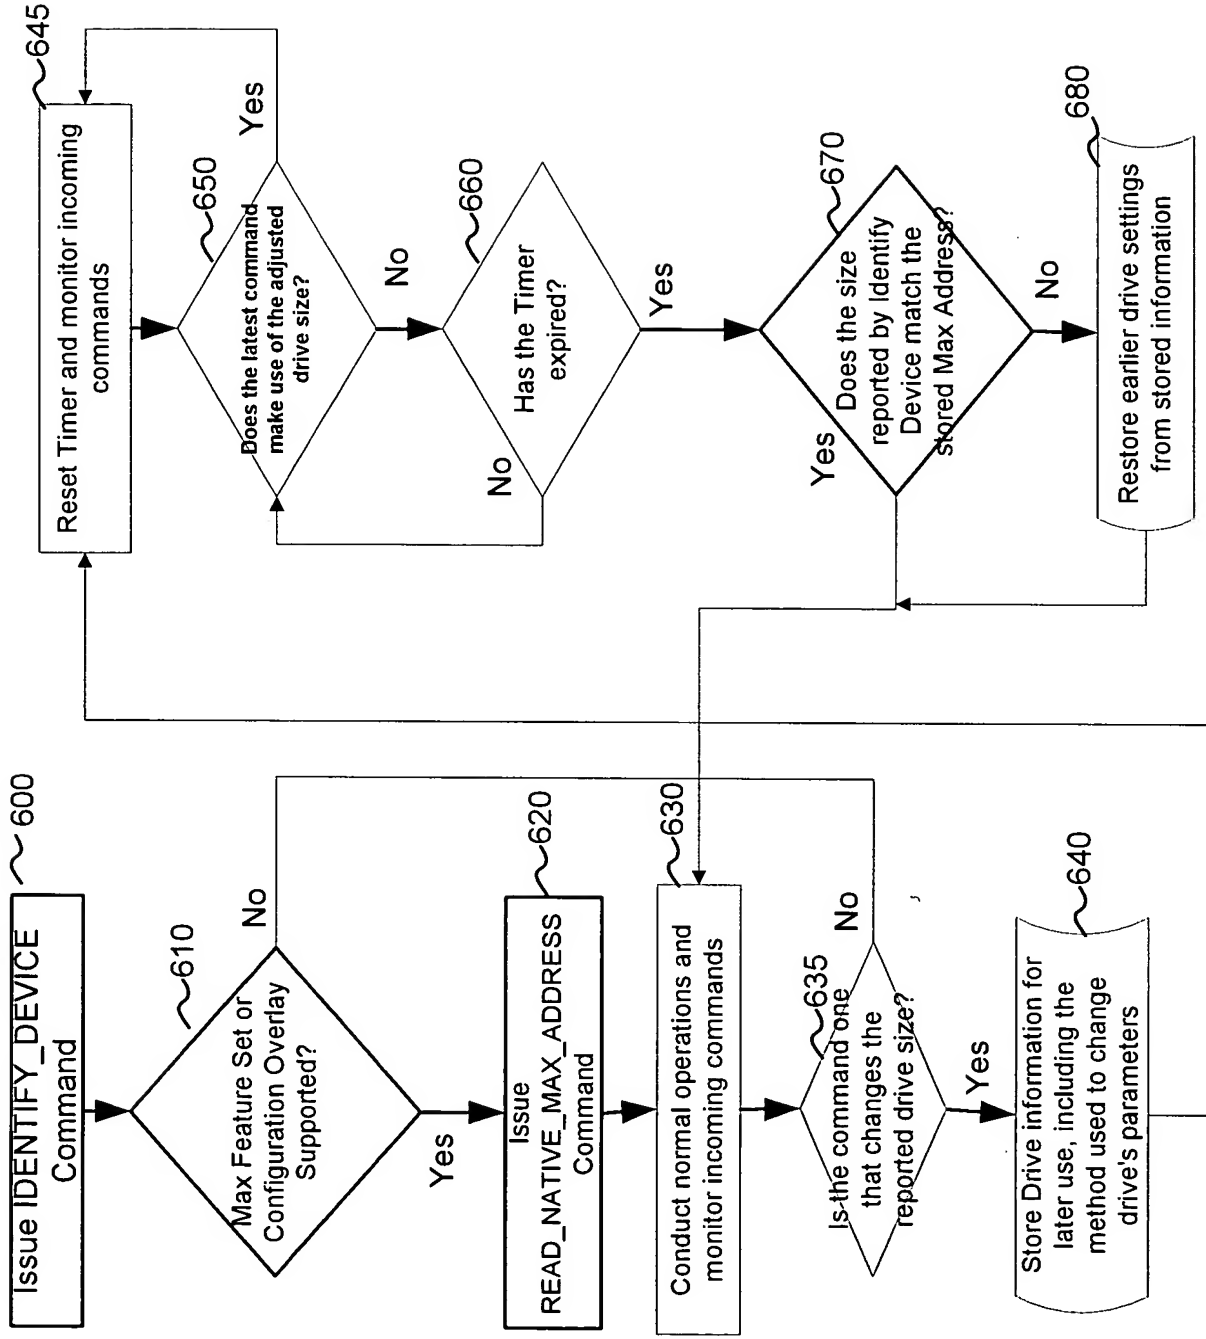 600
Issue IDENTIFY_DEVICE
Command
610
Max Feature Set or
Configuration Overlay
Supported?
No
Yes
620
Issue
READ_NATIVE_MAX_ADDRESS
Command
630
Conduct normal operations and
monitor incoming commands
635
Is the command one
that changes the
reported drive size?
No
Yes
640
Store Drive information for
later use, including the
method used to change
drive's parameters
645
Reset Timer and monitor incoming
commands
650
Does the latest command
make use of the adjusted
drive size?
Yes
No
660
Has the Timer
expired?
No
Yes
670
Does the size
reported by Identify
Device match the
stored Max Address?
Yes
No
680
Restore earlier drive settings
from stored information